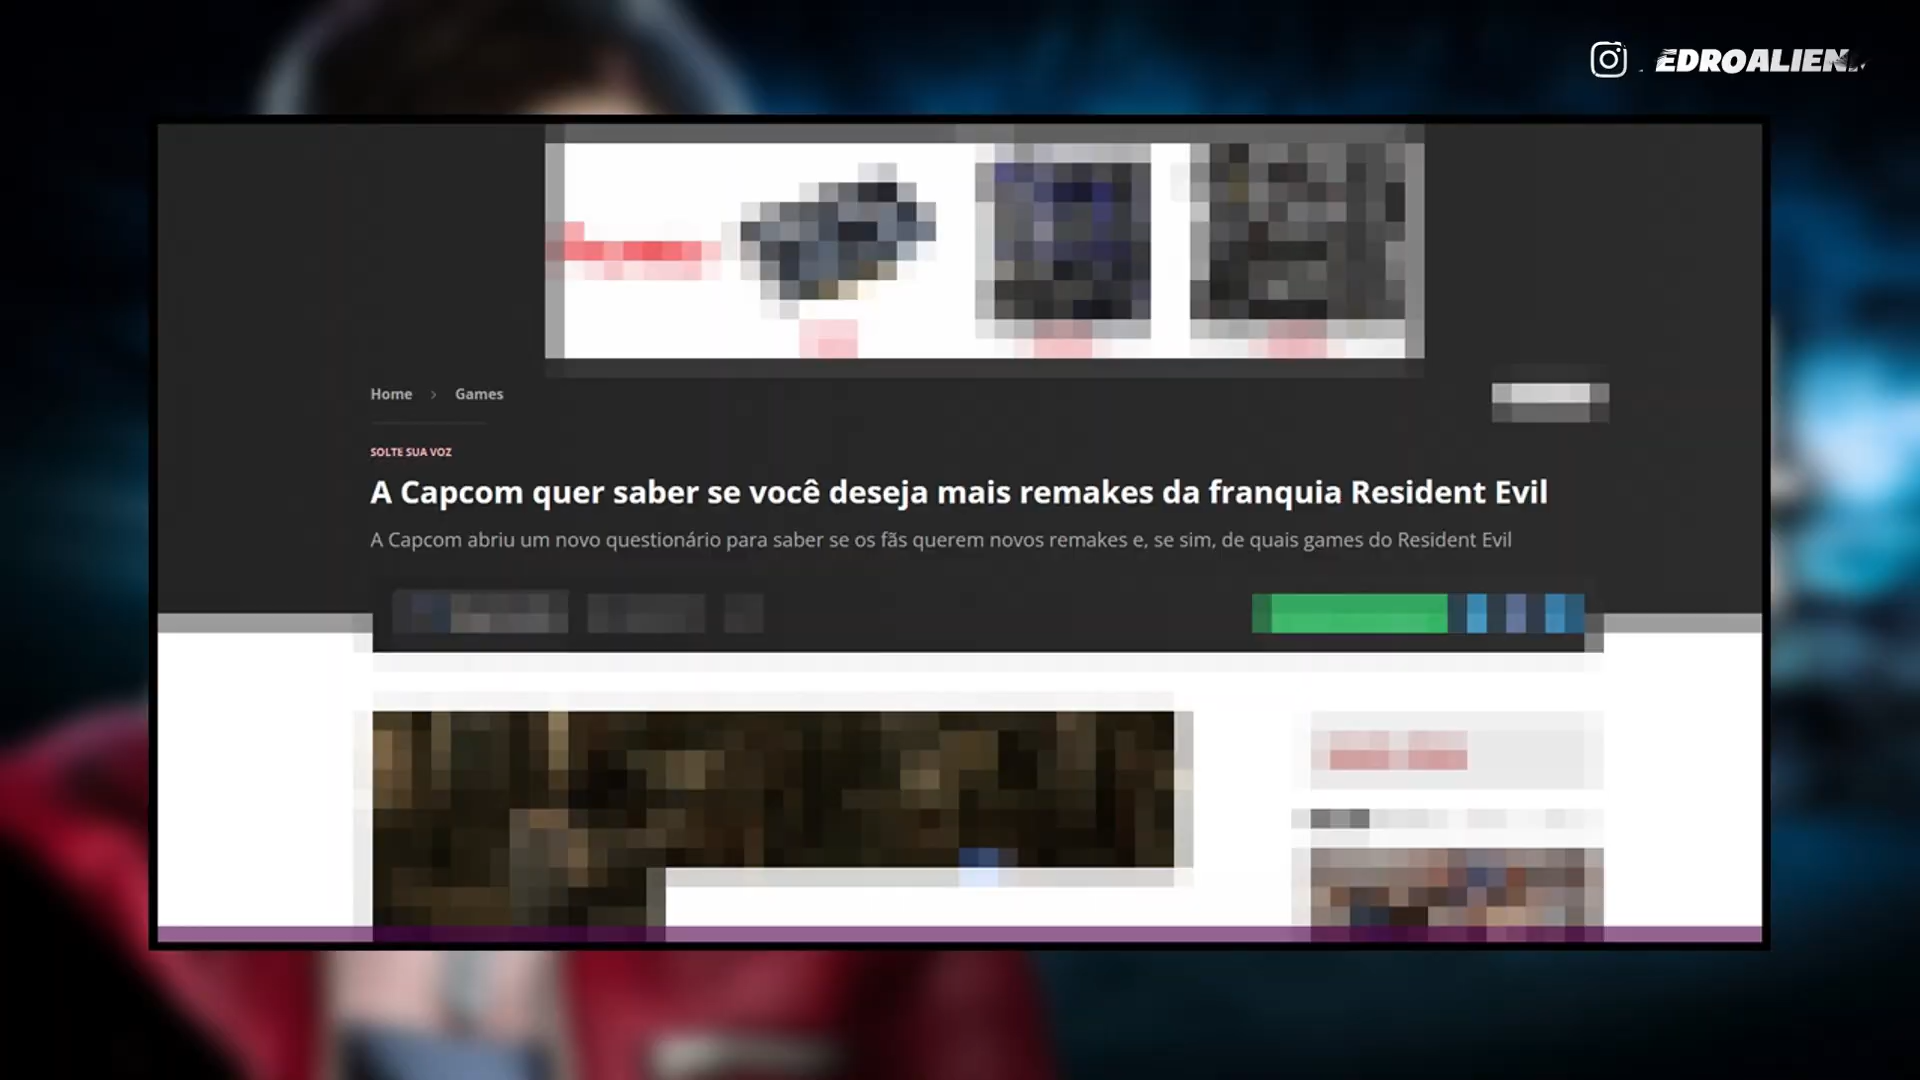 EDROALIEN
Home > Games
SOLTE SUA VOZ
A Capcom quer saber se você deseja mais remakes da franquia Resident Evil
A Capcom abriu um novo questionário para saber se os fãs querem novos remakes e, se sim, de quais games do Resident Evil